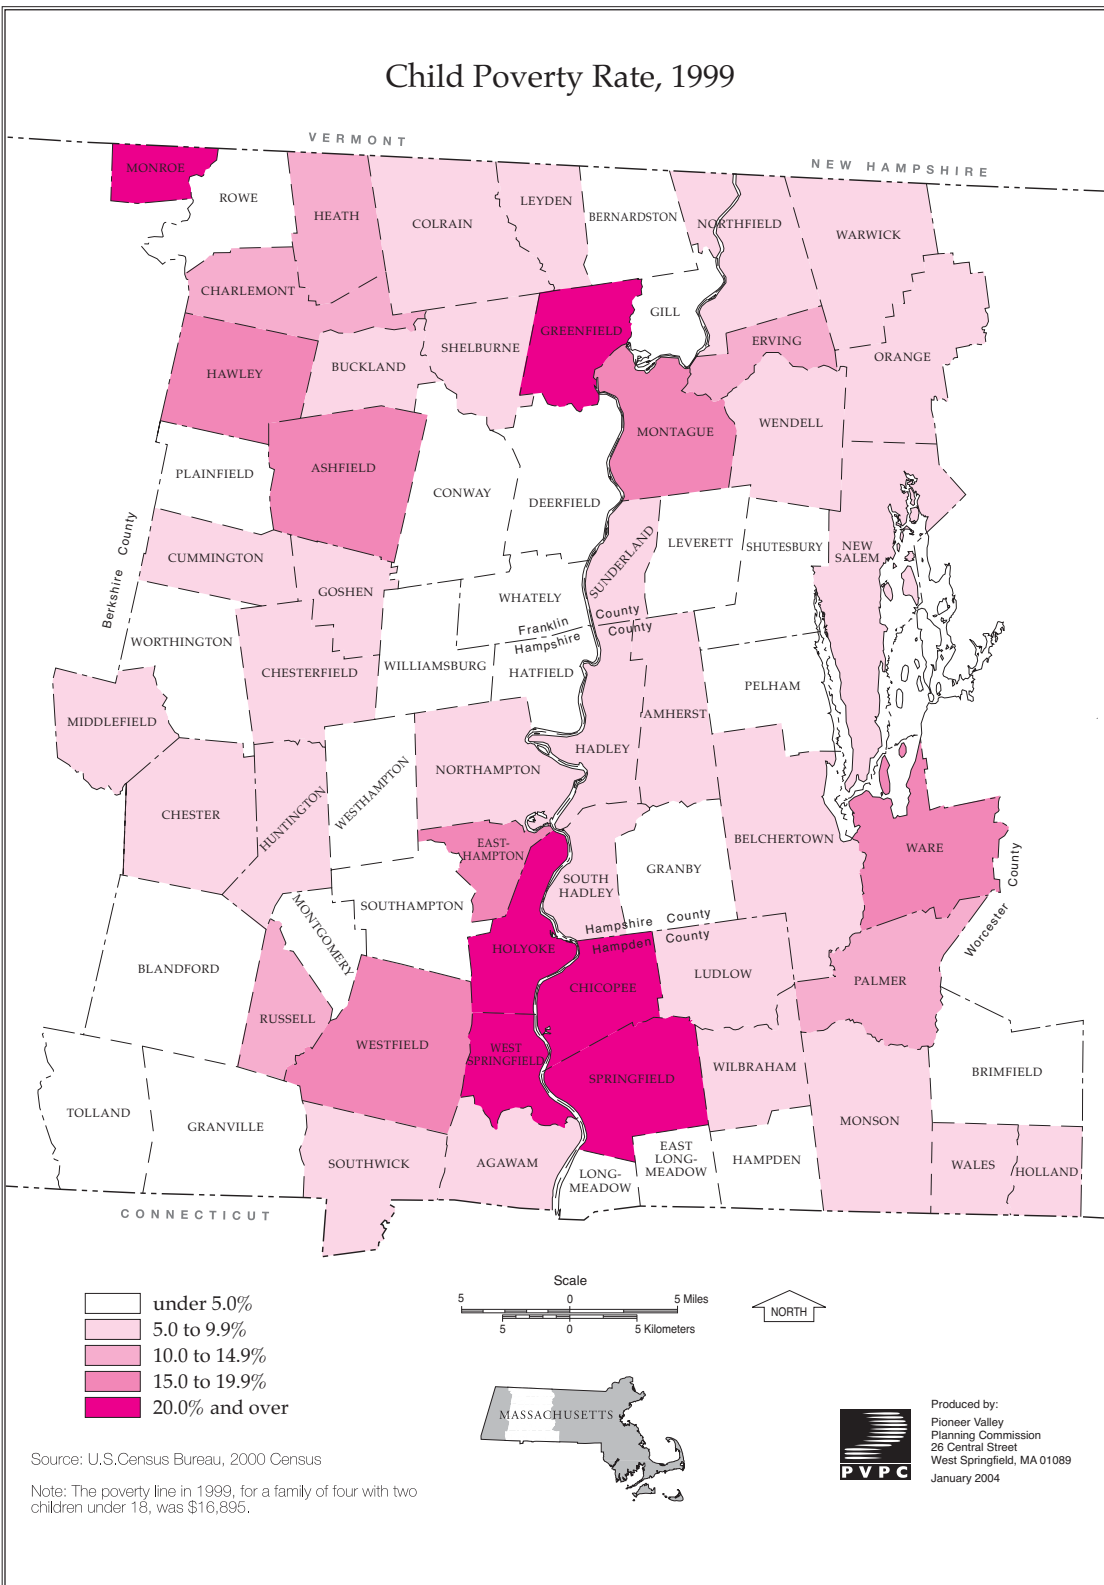 Child Poverty Rate, 1999
VERMONT
NEW HAMPSHIRE
MONROE
ROWE
HEATH
COLRAIN
LEYDEN
BERNARDSTON
NORTHFIELD
WARWICK
CHARLEMONT
GILL
GREENFIELD
SHELBURNE
ERVING
ORANGE
HAWLEY
BUCKLAND
MONTAGUE
WENDELL
PLAINFIELD
ASHFIELD
CONWAY
DEERFIELD
Berkshire County
CUMMINGTON
GOSHEN
SUNDERLAND
LEVERETT
SHUTESBURY
NEW
SALEM
WHATELY
Franklin County
Hampshire County
WORTHINGTON
CHESTERFIELD
WILLIAMSBURG
HATFIELD
PELHAM
MIDDLEFIELD
AMHERST
HADLEY
NORTHAMPTON
WESTHAMPTON
CHESTER
HUNTINGTON
EAST-
HAMPTON
BELCHERTOWN
WARE
SOUTH
HADLEY
GRANBY
Worcester County
SOUTHAMPTON
MONTGOMERY
Hampshire County
Hampden County
HOLYOKE
BLANDFORD
CHICOPEE
LUDLOW
PALMER
RUSSELL
WESTFIELD
WEST
SPRINGFIELD
SPRINGFIELD
WILBRAHAM
BRIMFIELD
TOLLAND
GRANVILLE
MONSON
SOUTHWICK
AGAWAM
LONG-
MEADOW
EAST
LONG-
MEADOW
HAMPDEN
WALES
HOLLAND
CONNECTICUT
under 5.0%
5.0 to 9.9%
10.0 to 14.9%
15.0 to 19.9%
20.0% and over
Scale
5 0 5 Miles
5 0 5 Kilometers
NORTH
MASSACHUSETTS
Source: U.S.Census Bureau, 2000 Census
Note: The poverty line in 1999, for a family of four with two
children under 18, was $16,895.
PVPC
Produced by:
Pioneer Valley
Planning Commission
26 Central Street
West Springfield, MA 01089
January 2004